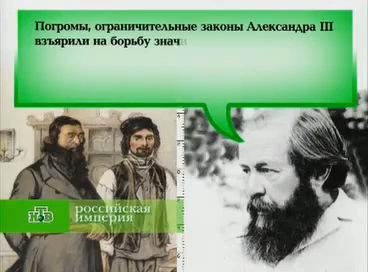 Погромы, ограничительные законы Александра III
взъярили на борьбу знач
НТВ
российская
империя